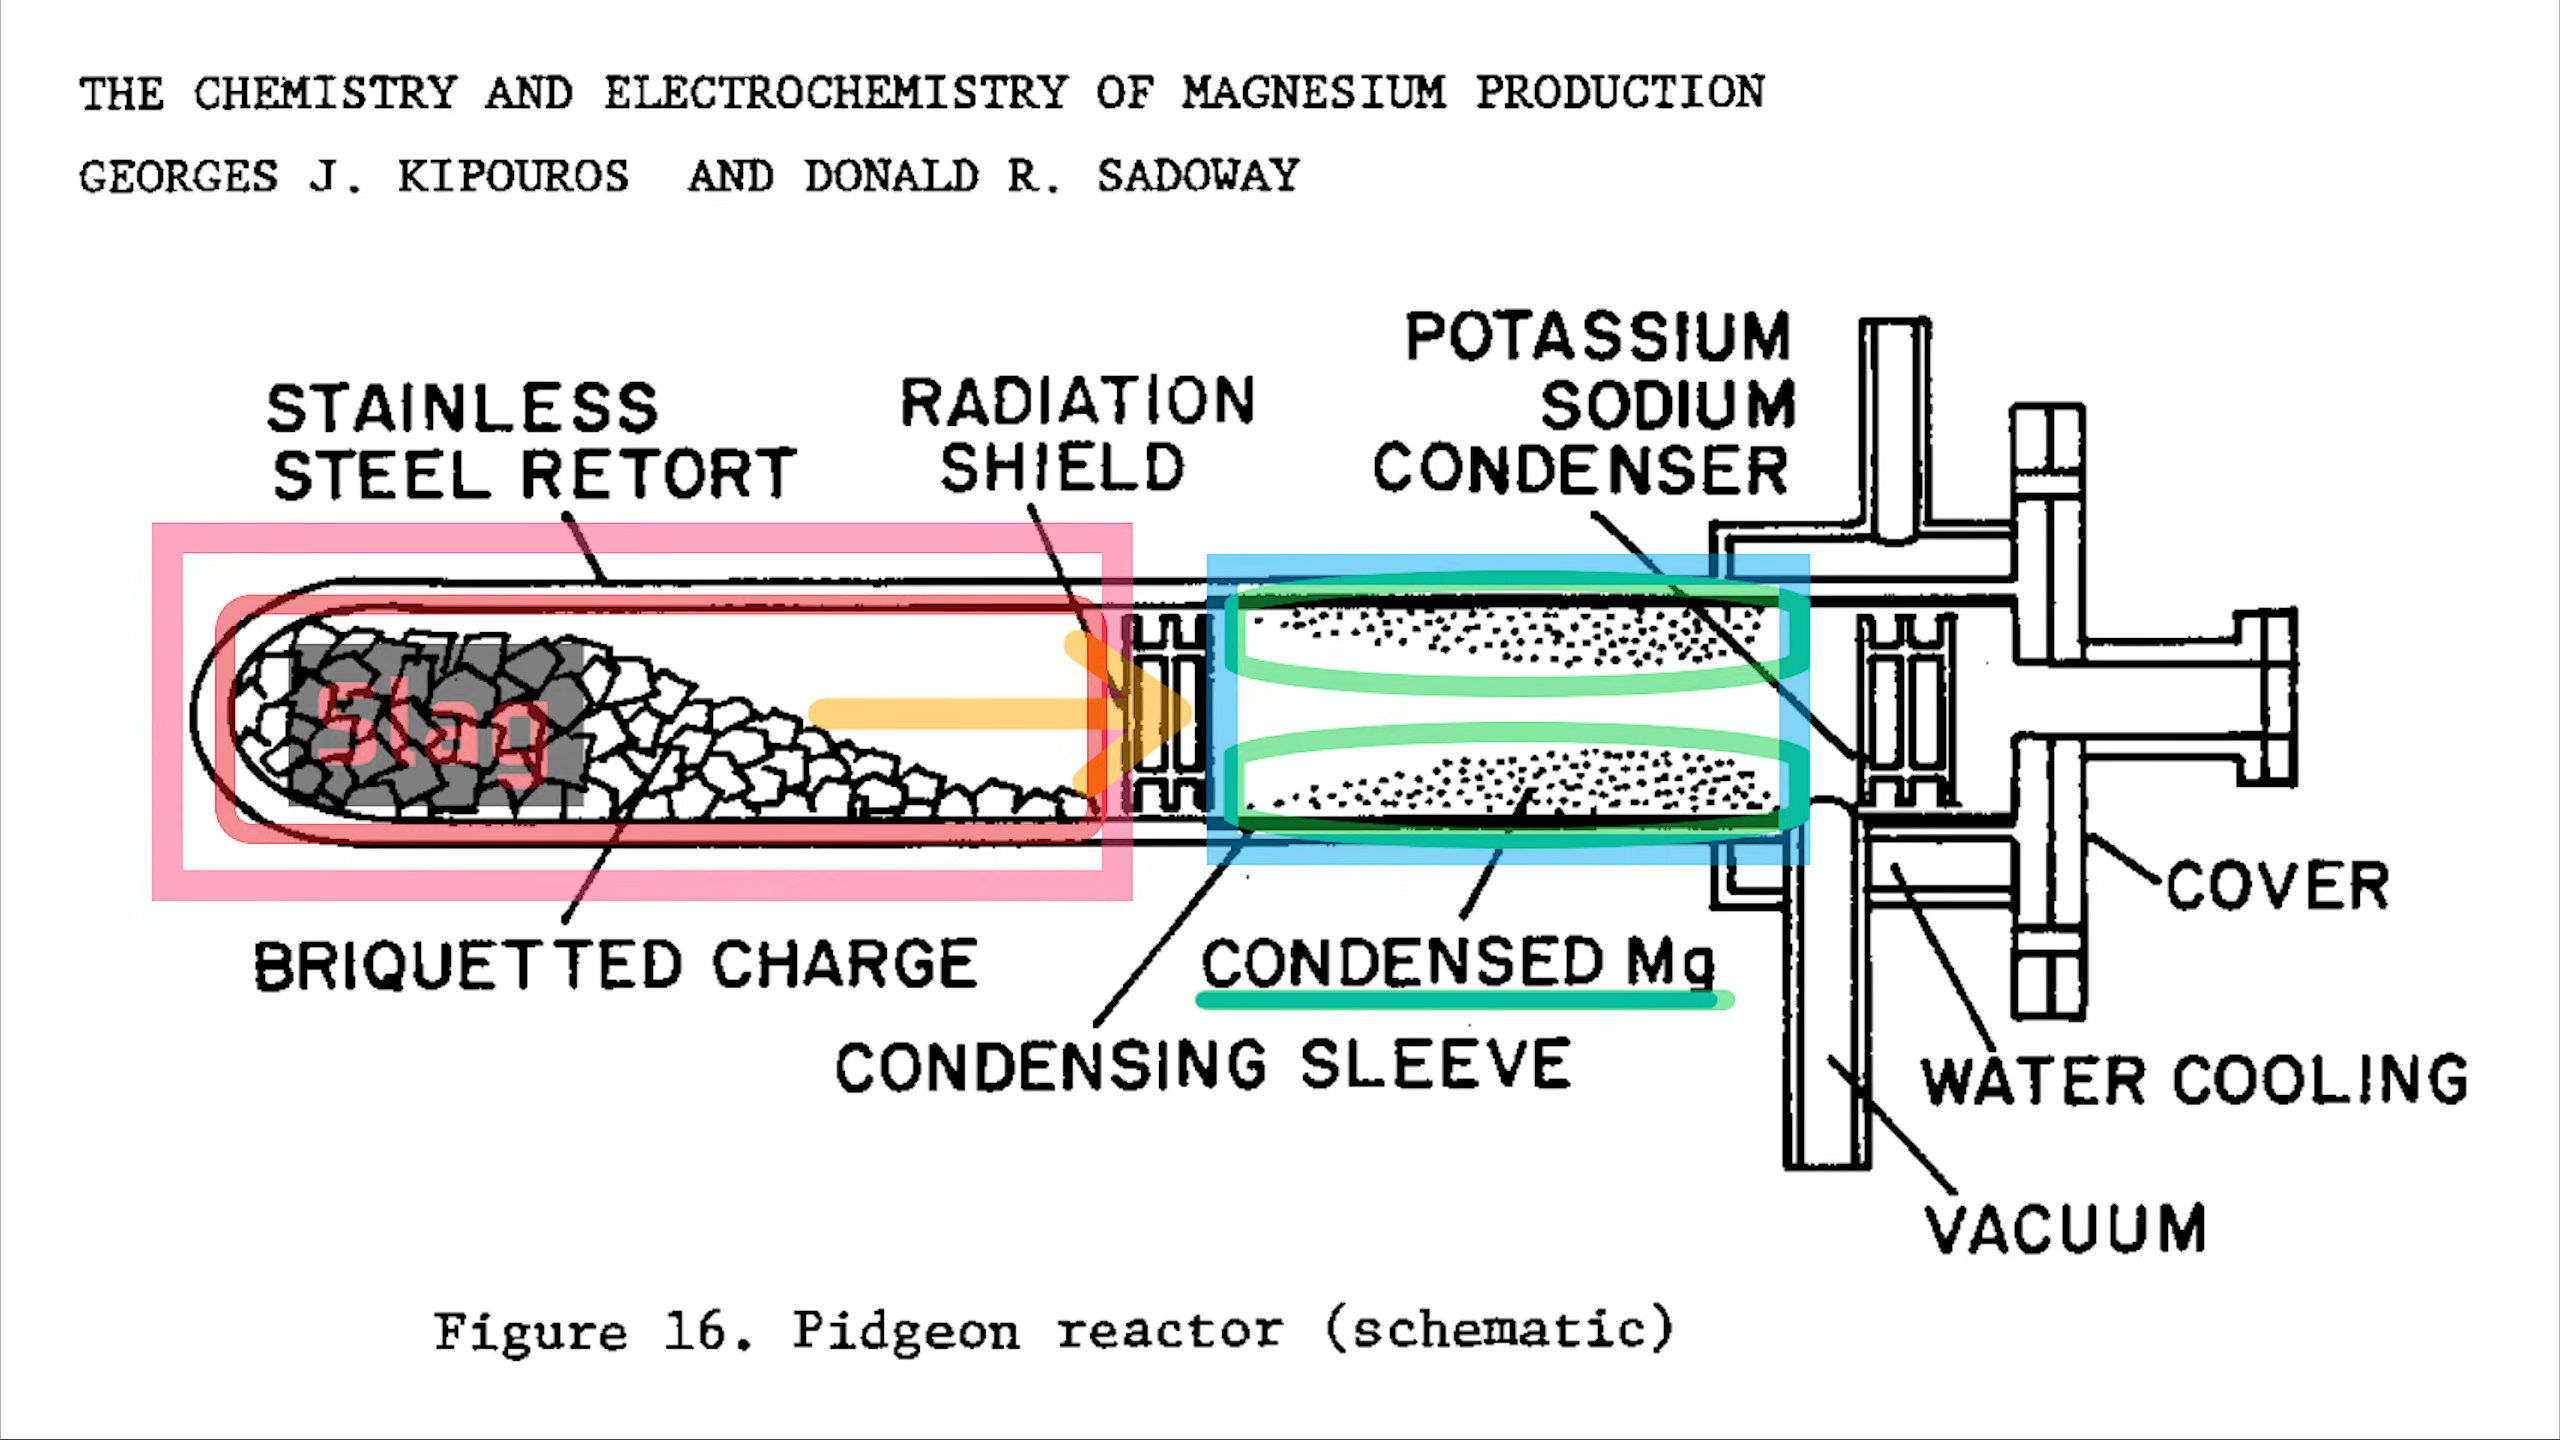 THE CHEMISTRY AND ELECTROCHEMISTRY OF MAGNESIUM PRODUCTION
GEORGES J. KIPOUROS AND DONALD R. SADOWAY
STAINLESS
STEEL RETORT
RADIATION
SHIELD
POTASSIUM
SODIUM
CONDENSER
Slag
BRIQUETTED CHARGE
CONDENSED Mg
CONDENSING SLEEVE
COVER
WATER COOLING
VACUUM
Figure 16. Pidgeon reactor (schematic)